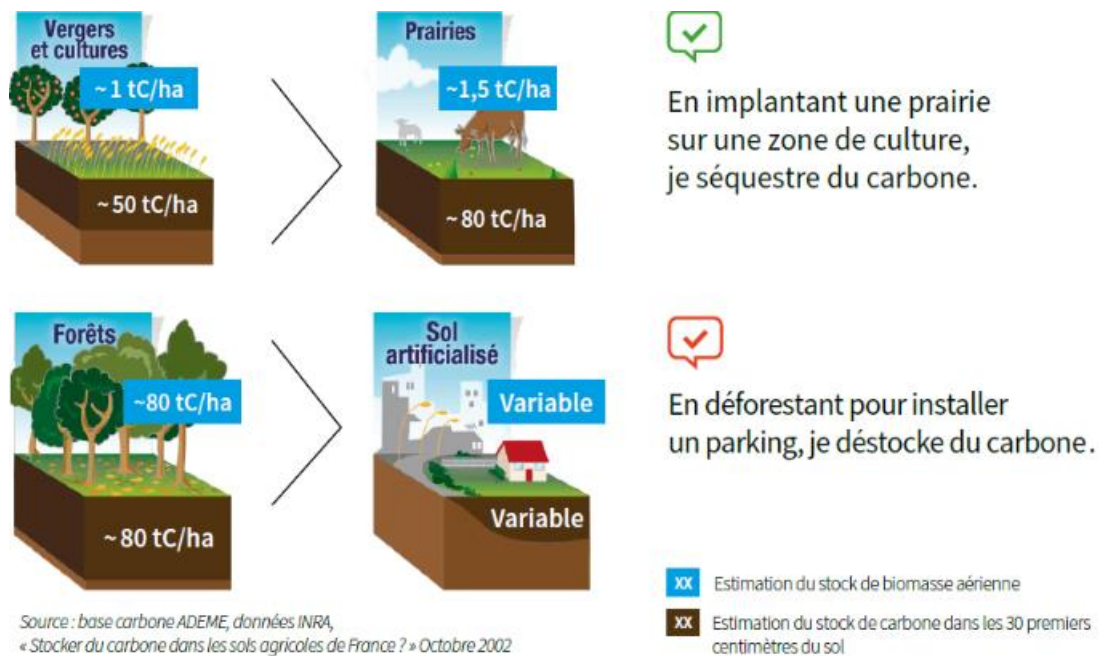 Vergers
et cultures
~ 1 tC/ha
~ 50 tC/ha
Prairies
~1,5 tC/ha
~ 80 tC/ha
En implantant une prairie
sur une zone de culture,
je séquestre du carbone.
Forêts
~80 tC/ha
~ 80 tC/ha
Sol
artificialisé
Variable
Variable
En déforestant pour installer
un parking, je déstocke du carbone.
XX Estimation du stock de biomasse aérienne
XX Estimation du stock de carbone dans les 30 premiers
centimètres du sol
Source : base carbone ADEME, données INRA,
« Stocker du carbone dans les sols agricoles de France ? » Octobre 2002